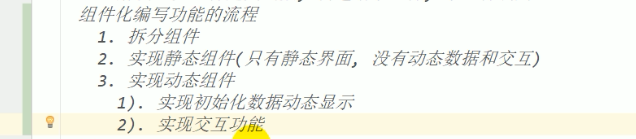 组件化编写功能的流程
1. 拆分组件
2. 实现静态组件(只有静态界面, 没有动态数据和交互)
3. 实现动态组件
1). 实现初始化数据动态显示
2). 实现交互功能